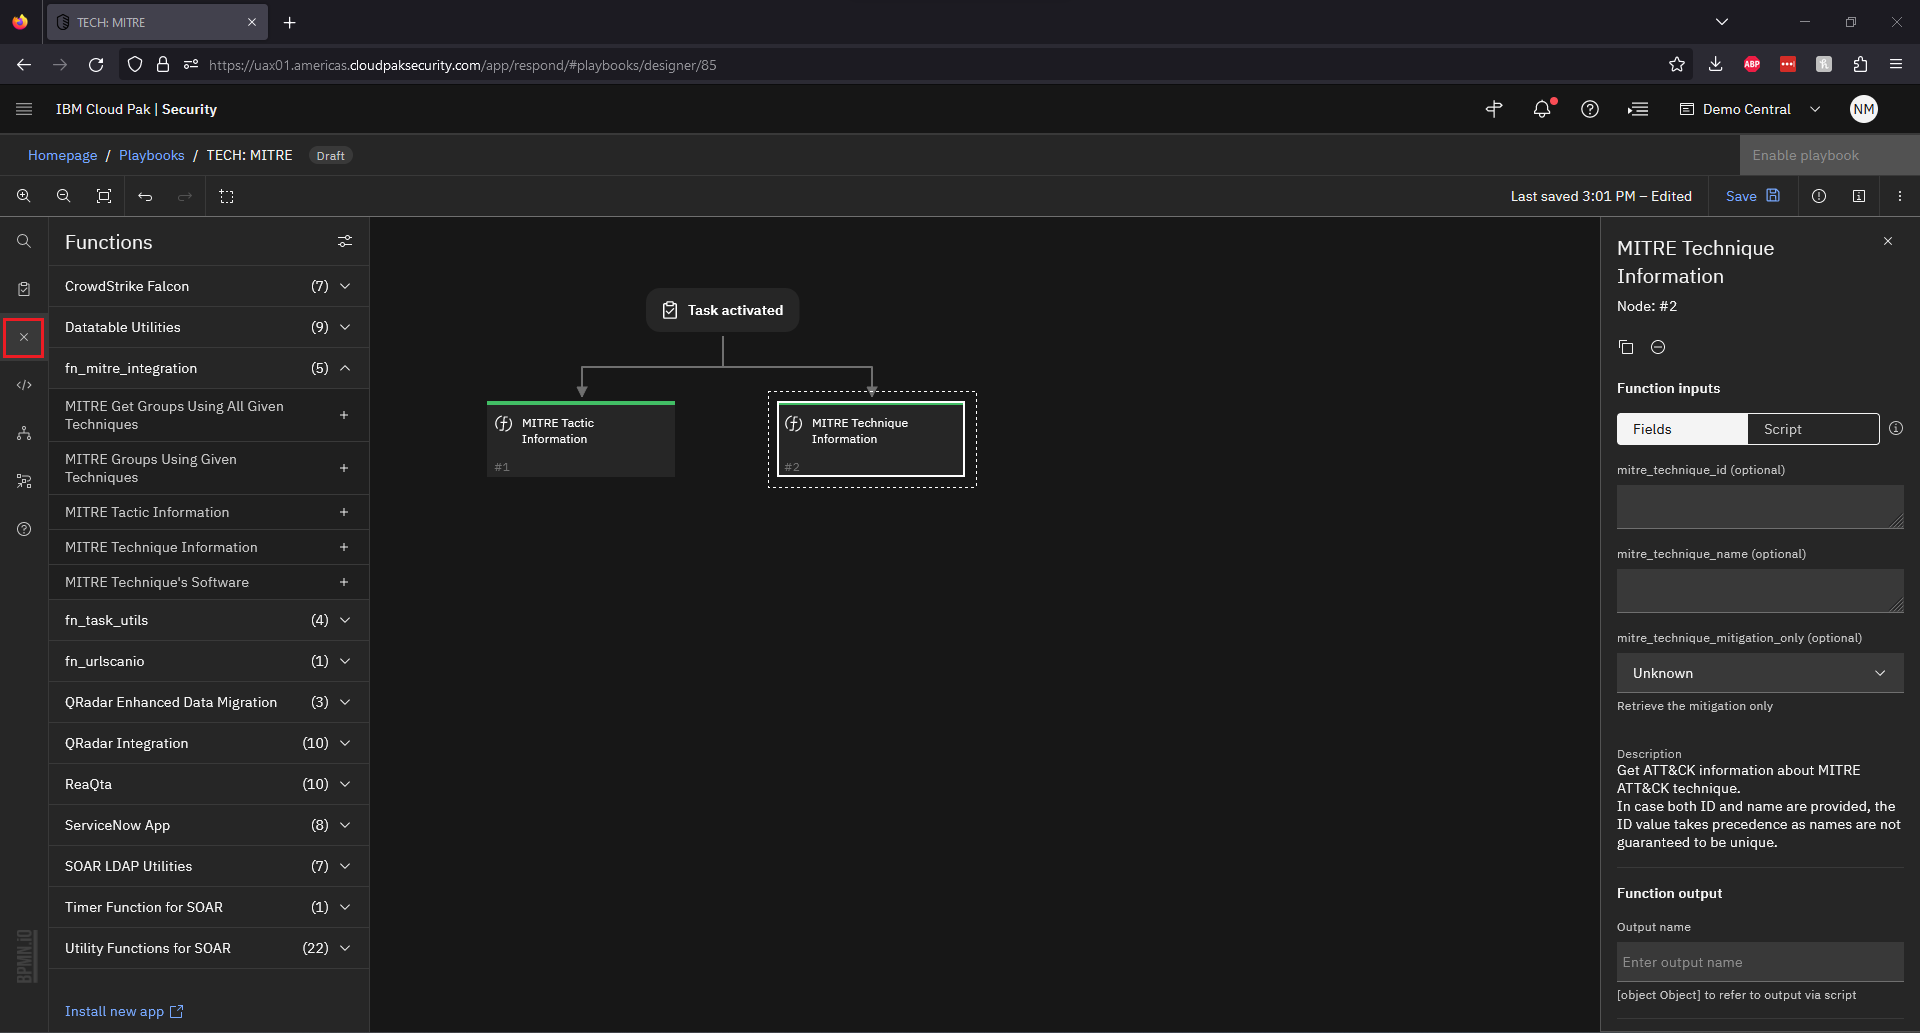 TECH: MITRE
https://uax01.americas.cloudpaksecurity.com/app/respond/#playbooks/designer/85
ABP
IBM Cloud Pak | Security
Demo Central
NM
Homepage / Playbooks / TECH: MITRE Draft
Enable playbook
Last saved 3:01 PM – Edited
Save
Functions
CrowdStrike Falcon (7)
Datatable Utilities (9)
fn_mitre_integration (5)
MITRE Get Groups Using All Given
Techniques
MITRE Groups Using Given
Techniques
MITRE Tactic Information
MITRE Technique Information
MITRE Technique's Software
fn_task_utils (4)
fn_urlscanio (1)
QRadar Enhanced Data Migration (3)
QRadar Integration (10)
ReaQta (10)
ServiceNow App (8)
SOAR LDAP Utilities (7)
Timer Function for SOAR (1)
Utility Functions for SOAR (22)
Install new app
BPMN.iO
Task activated
MITRE Tactic
Information
#1
MITRE Technique
Information
#2
MITRE Technique
Information
Node: #2
Function inputs
Fields
Script
mitre_technique_id (optional)
mitre_technique_name (optional)
mitre_technique_mitigation_only (optional)
Unknown
Retrieve the mitigation only
Description
Get ATT&CK information about MITRE
ATT&CK technique.
In case both ID and name are provided, the
ID value takes precedence as names are not
guaranteed to be unique.
Function output
Output name
Enter output name
[object Object] to refer to output via script